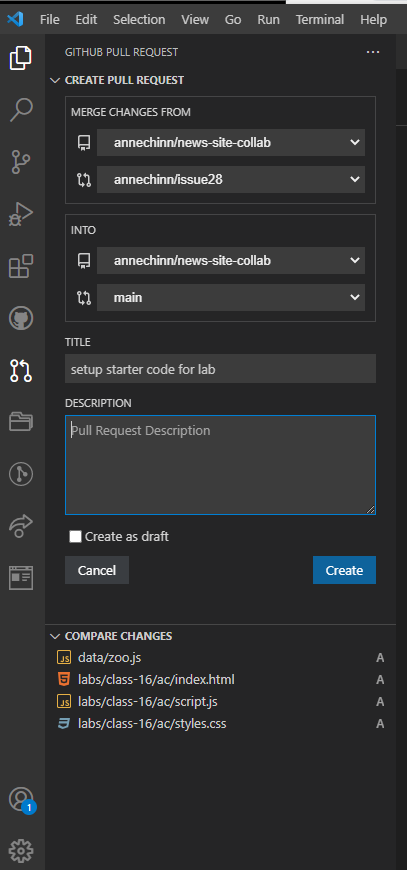 File Edit Selection View Go Run Terminal Help
GITHUB PULL REQUEST
CREATE PULL REQUEST
MERGE CHANGES FROM
annechinn/news-site-collab
annechinn/issue28
INTO
annechinn/news-site-collab
main
TITLE
setup starter code for lab
DESCRIPTION
Pull Request Description
Create as draft
Cancel Create
COMPARE CHANGES
JS data/zoo.js A
labs/class-16/ac/index.html A
JS labs/class-16/ac/script.js A
labs/class-16/ac/styles.css A
1